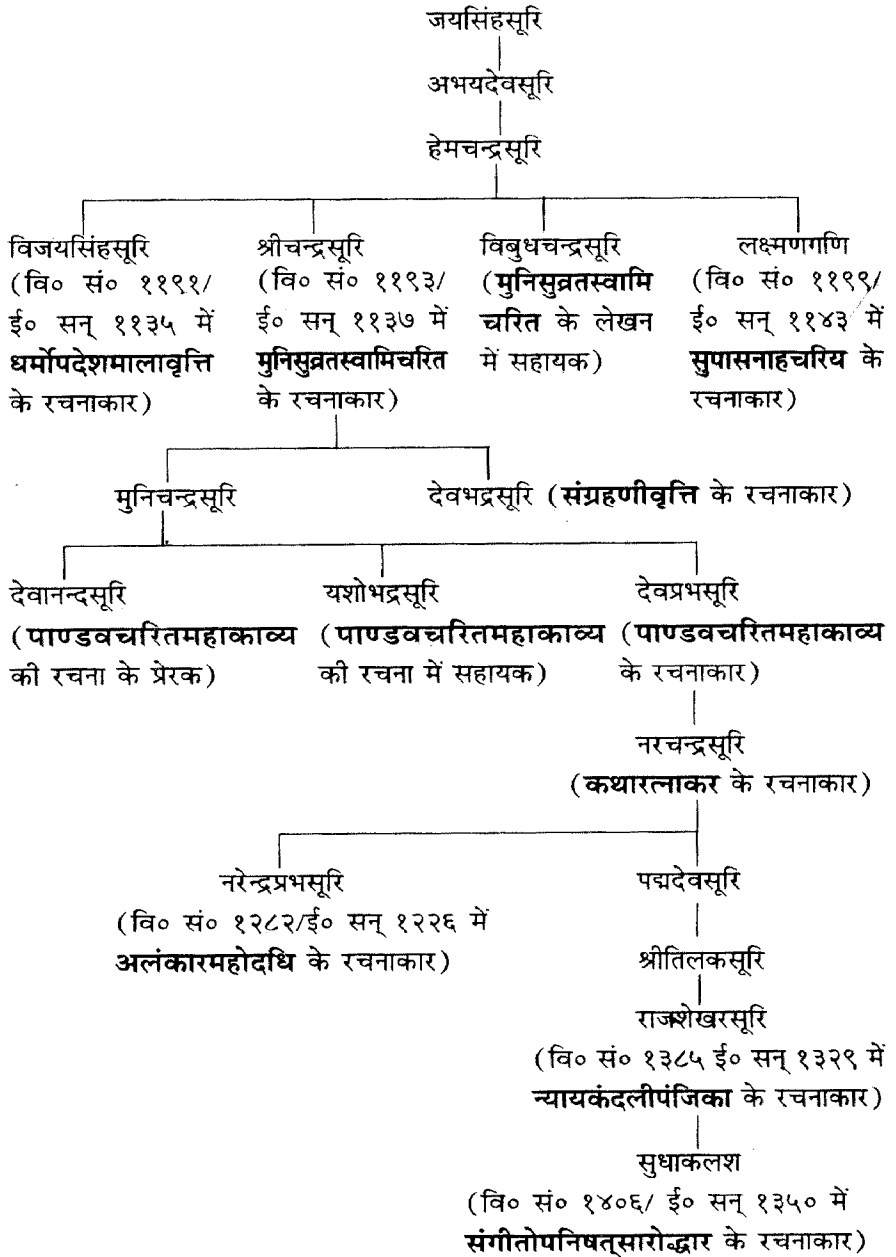 जयसिंहसूरि
अभयदेवसूरि
हेमचन्द्रसूरि
विजयसिंहसूरि श्रीचन्द्रसूरि विबुधचन्द्रसूरि लक्ष्मणगणि
(वि० सं० ११९१/ (वि० सं० ११९३/ (मुनिसुव्रतस्वामि (वि० सं० ११९९/
ई० सन् ११३५ में ई० सन् ११३७ में चरित के लेखन ई० सन् ११४३ में
धर्मोपदेशमालावृत्ति मुनिसुव्रतस्वामिचरित में सहायक) सुपासनाहचरिय के
के रचनाकार) के रचनाकार) रचनाकार)
मुनिचन्द्रसूरि देवभद्रसूरि (संग्रहणीवृत्ति के रचनाकार)
देवानन्दसूरि यशोभद्रसूरि देवप्रभसूरि
(पाण्डवचरितमहाकाव्य (पाण्डवचरितमहाकाव्य (पाण्डवचरितमहाकाव्य
की रचना के प्रेरक) की रचना में सहायक) के रचनाकार)
नरचन्द्रसूरि
(कथारत्नाकर के रचनाकार)
नरेन्द्रप्रभसूरि पद्मदेवसूरि
(वि० सं० १२८२/ई० सन् १२२६ में
अलंकारमहोदधि के रचनाकार) श्रीतिलकसूरि
राजशेखरसूरि
(वि० सं० १३८५ ई० सन् १३२९ में
न्यायकंदलीपंजिका के रचनाकार)
सुधाकलश
(वि० सं० १४०६/ ई० सन् १३५० में
संगीतोपनिषत्सारोद्धार के रचनाकार)